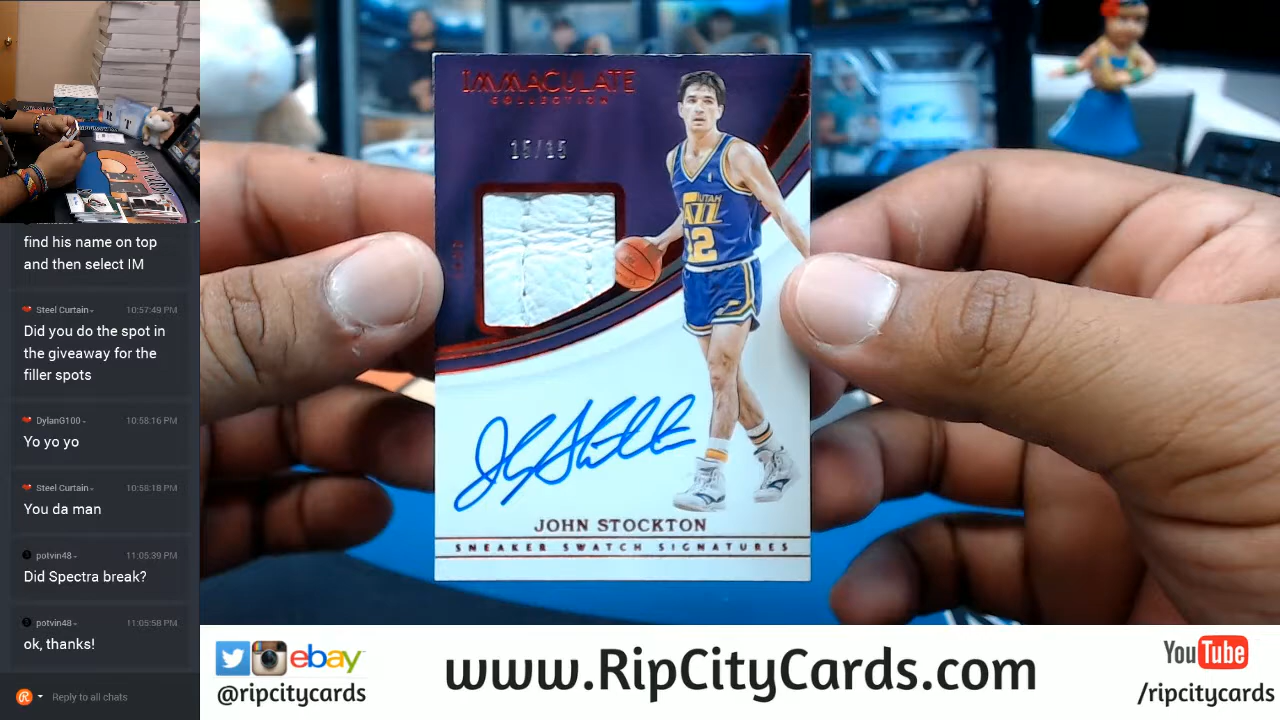 find his name on top
and then select IM
Steel Curtain
10:57:49 PM
Did you do the spot in
the giveaway for the
filler spots
DylanG100
10:58:16 PM
Yo yo yo
Steel Curtain
10:58:18 PM
You da man
potvin48
11:05:39 PM
Did Spectra break?
potvin48
11:05:58 PM
ok, thanks!
Reply to all chats
IMMACULATE
COLLECTION
UTAH
JAZZ
12
JOHN STOCKTON
SNEAKER SWATCH SIGNATURES
ebay
@ripcitycards
www.RipCityCards.com
YouTube
/ripcitycards